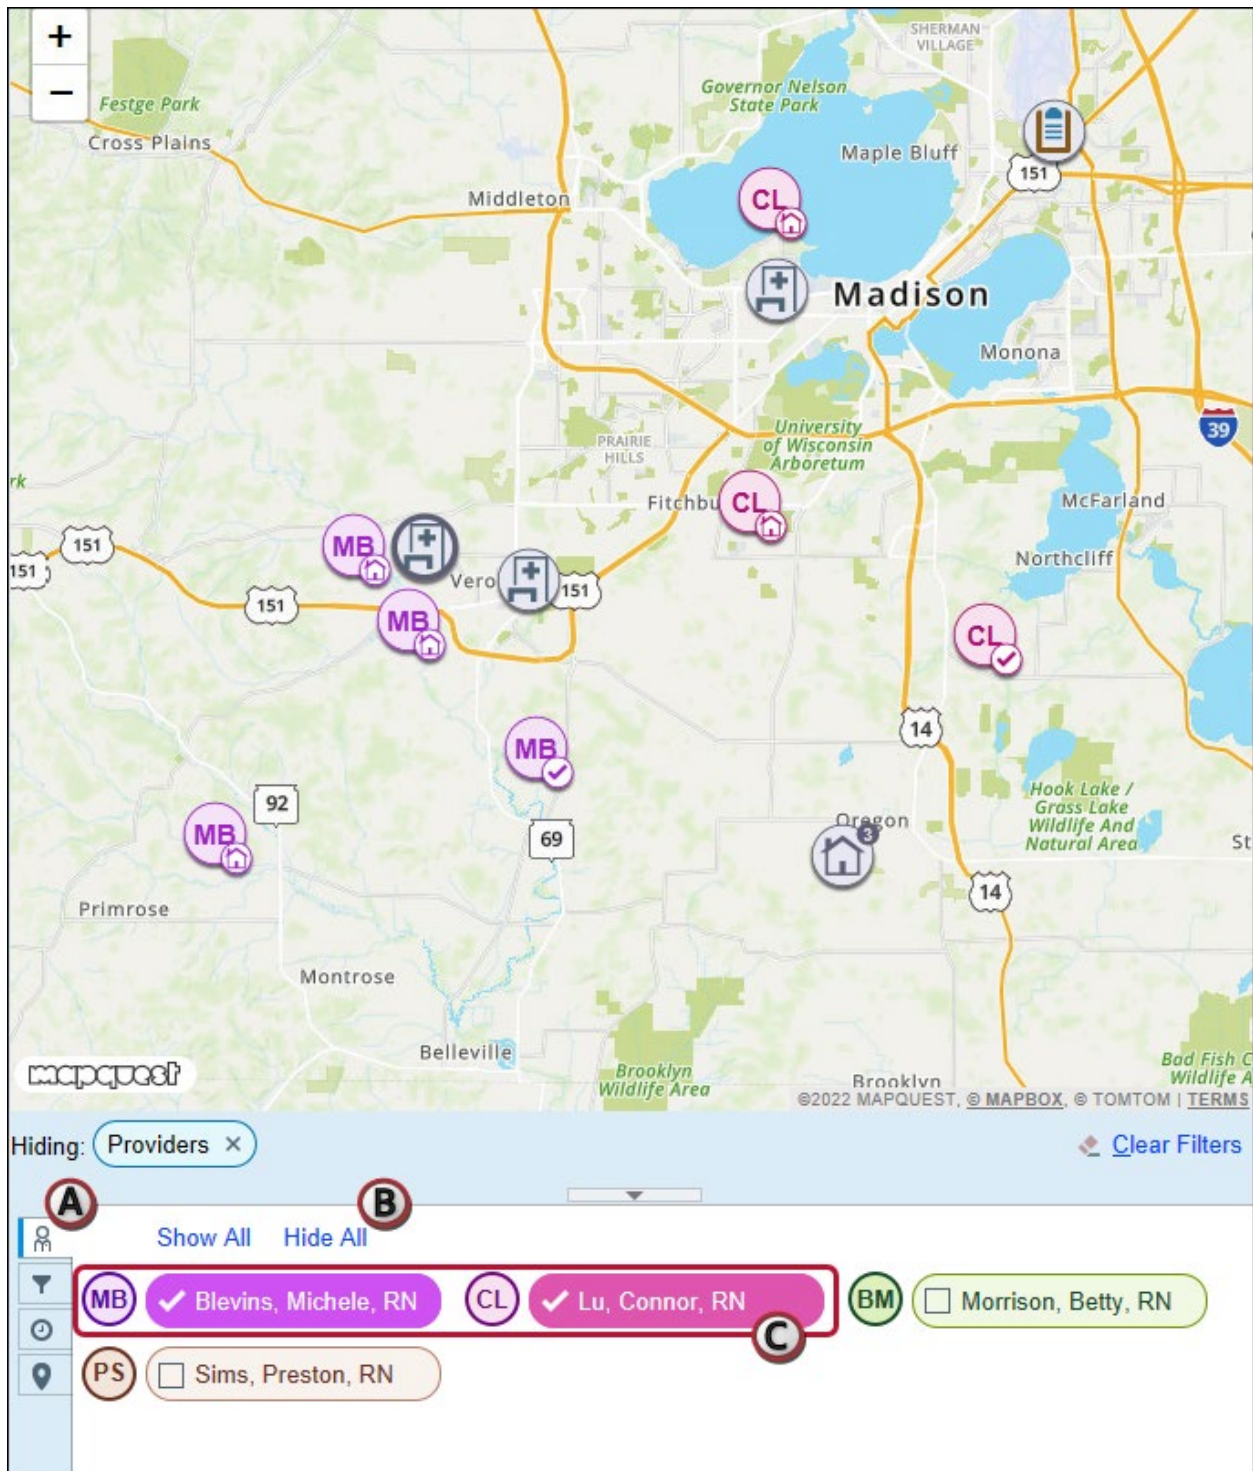 +
SHERMAN
VILLAGE
−
Festge Park
Governor Nelson
State Park
Cross Plains
Maple Bluff
151
Middleton
CL
Madison
Monona
39
University
of Wisconsin
Arboretum
PRAIRIE
HILLS
rk
Fitchbu
CL
McFarland
151
MB
Northcliff
151
Vero
151
151
MB
CL
14
MB
92
Hook Lake /
Grass Lake
Wildlife And
Natural Area
MB
Oregon
3
69
St
14
Primrose
Montrose
Belleville
mapquest
Brooklyn
Wildlife Area
Bad Fish C
Wildlife A
Brooklyn
©2022 MAPQUEST, © MAPBOX, © TOMTOM | TERMS
Hiding: Providers ×
Clear Filters
A
B
Show All Hide All
MB Blevins, Michele, RN CL Lu, Connor, RN BM Morrison, Betty, RN
C
PS Sims, Preston, RN